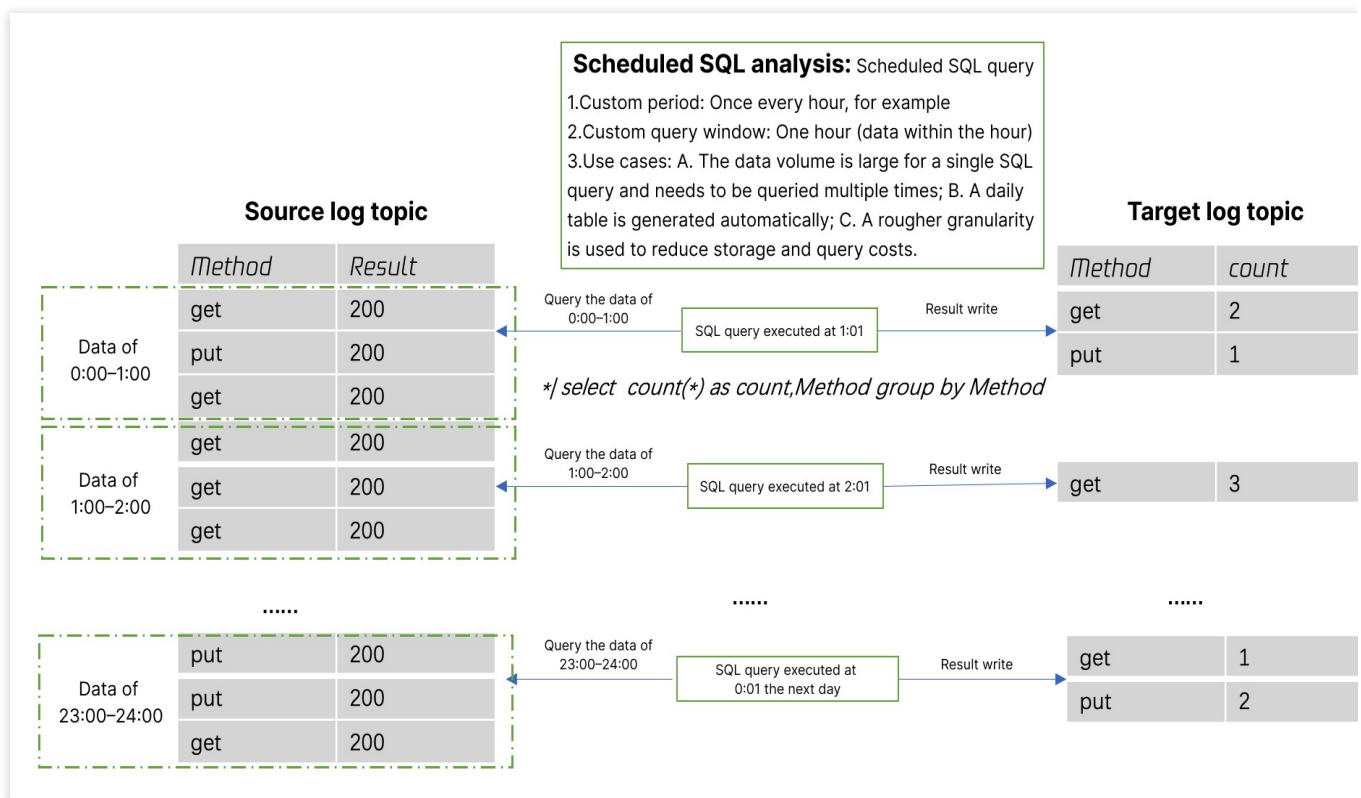 Scheduled SQL analysis: Scheduled SQL query
1.Custom period: Once every hour, for example
2.Custom query window: One hour (data within the hour)
3.Use cases: A. The data volume is large for a single SQL
query and needs to be queried multiple times; B. A daily
table is generated automatically; C. A rougher granularity
is used to reduce storage and query costs.
Source log topic
Target log topic
Method Result
Method count
Data of
0:00–1:00
get 200
put 200
get 200
Query the data of
0:00–1:00
SQL query executed at 1:01
Result write
get 2
put 1
*| select count(*) as count,Method group by Method
Data of
1:00–2:00
get 200
get 200
get 200
Query the data of
1:00–2:00
SQL query executed at 2:01
Result write
get 3
......
......
......
Data of
23:00–24:00
put 200
put 200
get 200
Query the data of
23:00–24:00
SQL query executed at
0:01 the next day
Result write
get 1
put 2